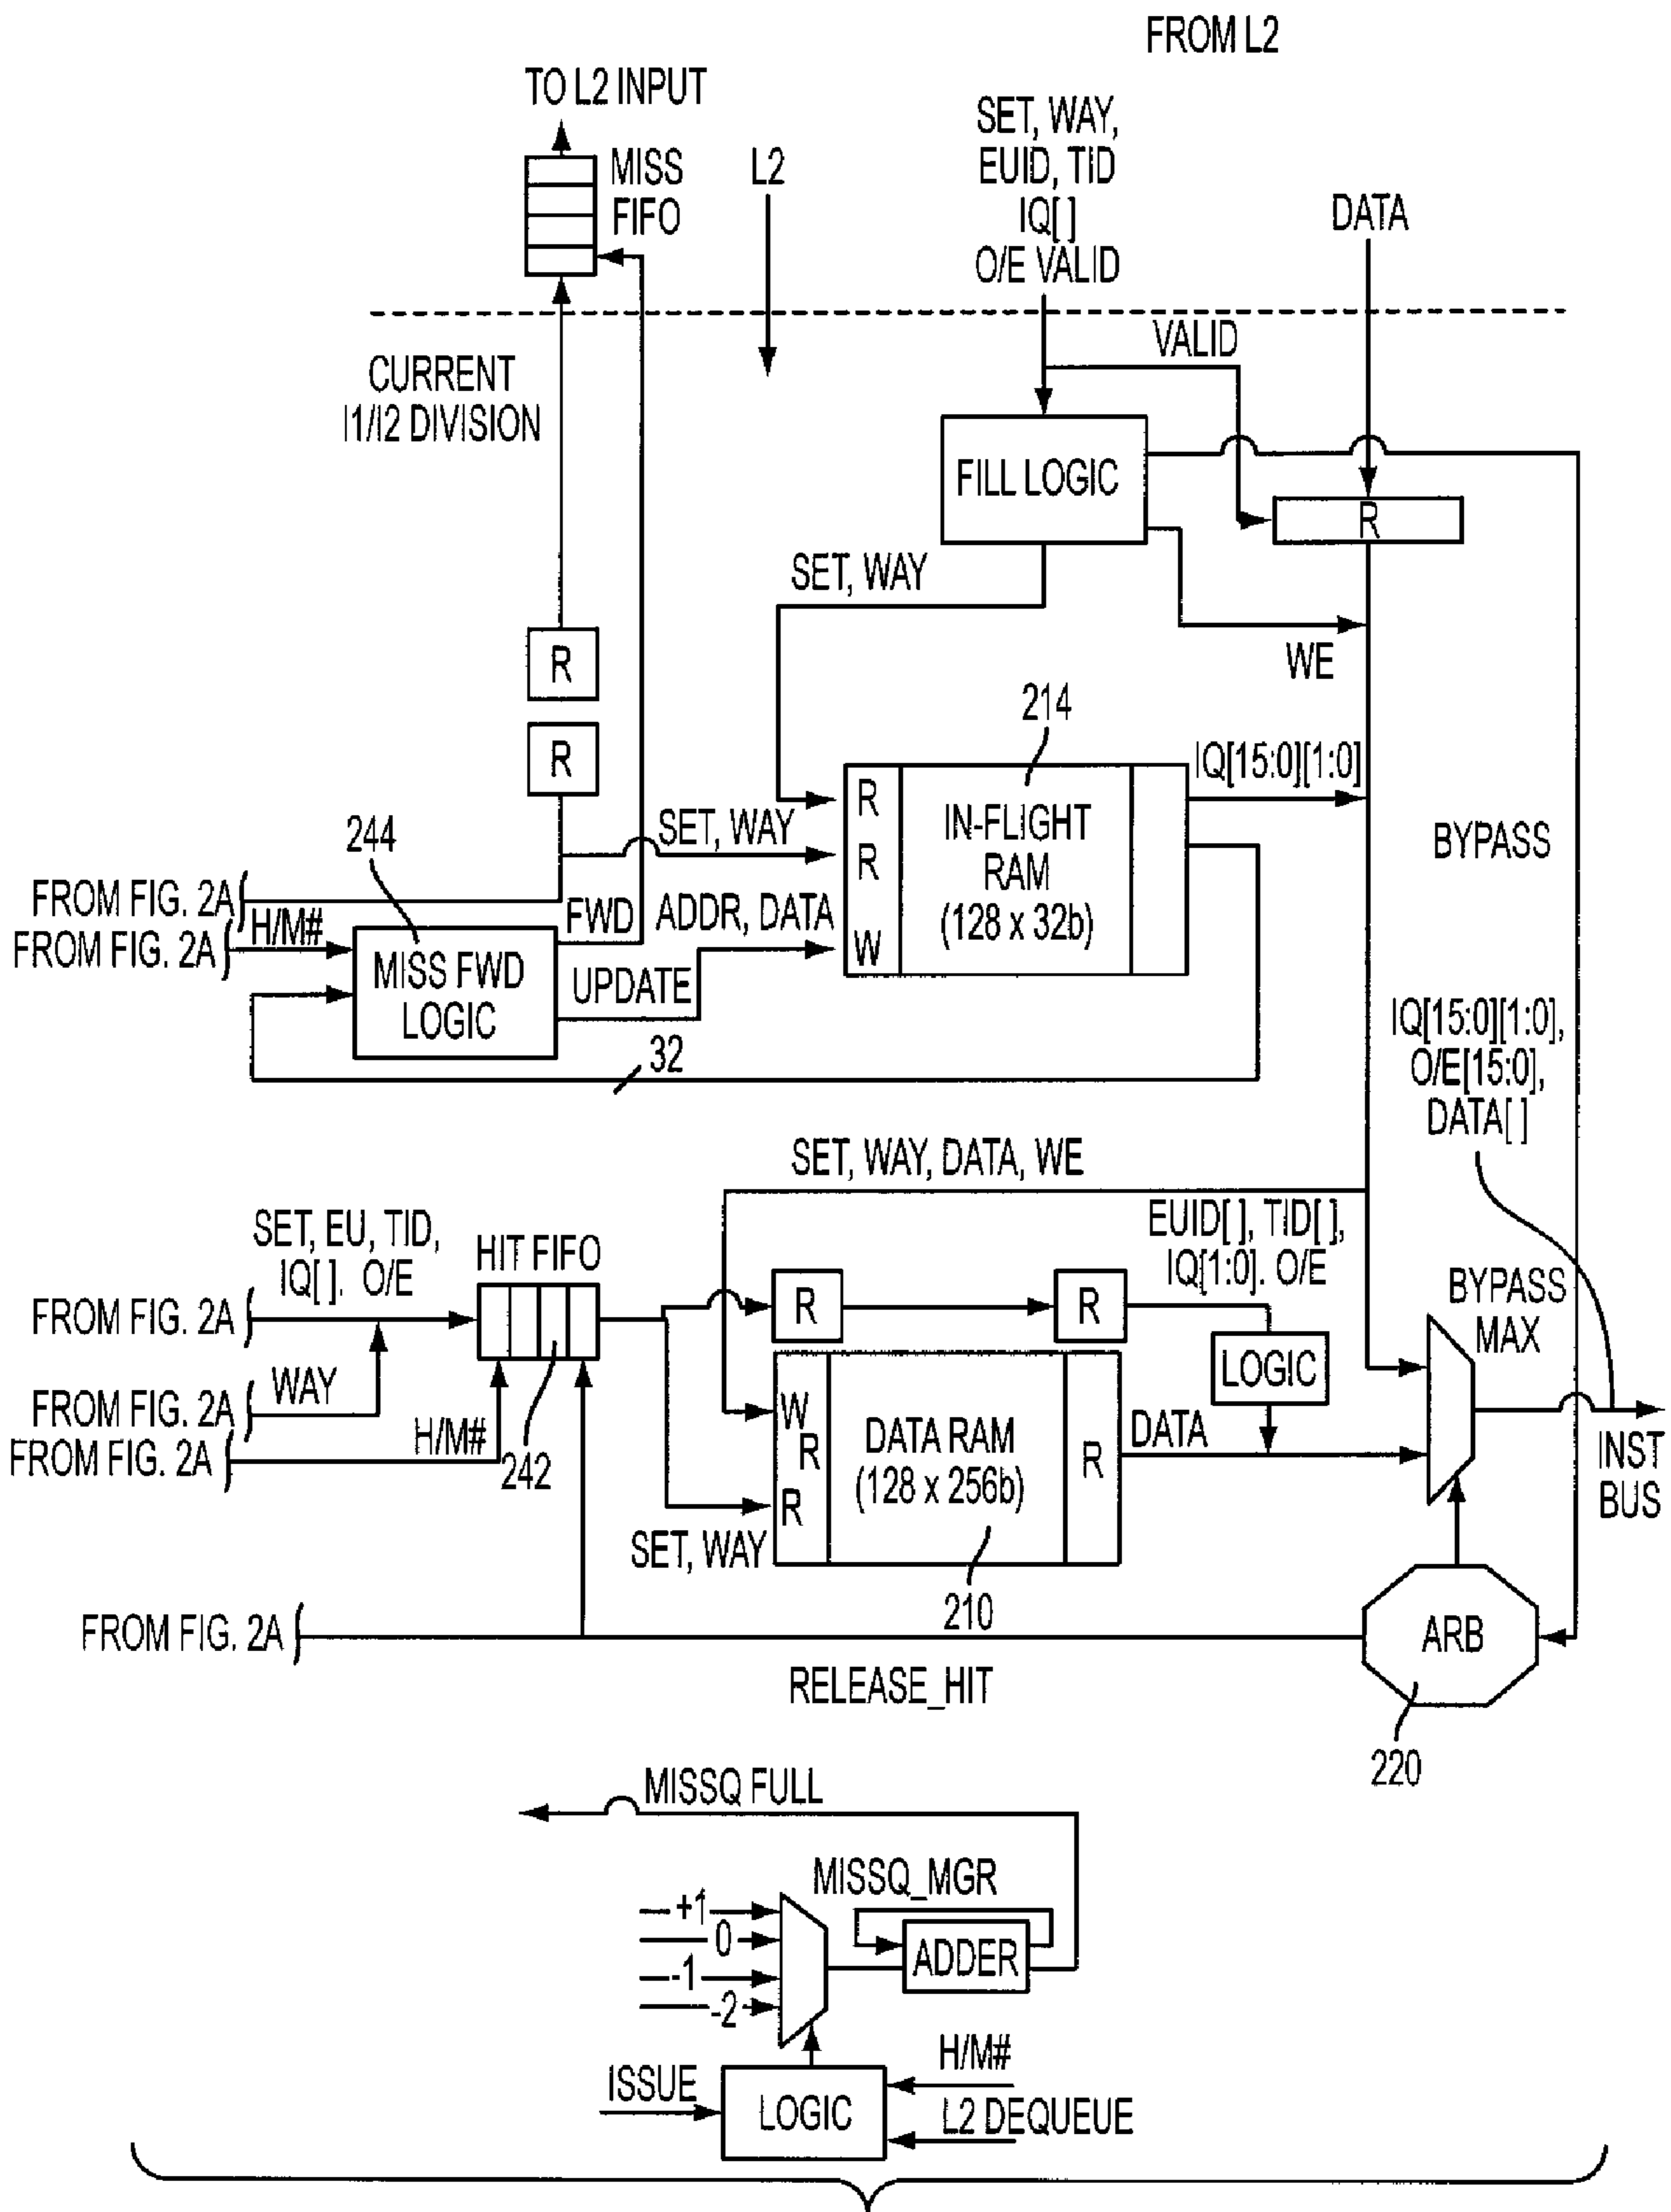 FROM L2
TO L2 INPUT
MISS
FIFO
L2
SET, WAY,
EUID, TID
IQ[ ]
O/E VALID
DATA
VALID
CURRENT
I1/I2 DIVISION
FILL LOGIC
R
SET, WAY
WE
R
R
214
IQ[15:0][1:0]
R
R
W
IN-FLIGHT
RAM
(128 x 32b)
BYPASS
244
SET, WAY
FROM FIG. 2A
FROM FIG. 2A
H/M#
FWD
ADDR, DATA
MISS FWD
LOGIC
UPDATE
32
IQ[15:0][1:0],
O/E[15:0],
DATA[ ]
SET, WAY, DATA, WE
SET, EU, TID,
IQ[ ]. O/E
HIT FIFO
EUID[ ], TID[ ],
IQ[1:0]. O/E
FROM FIG. 2A
R
R
BYPASS
MAX
LOGIC
WAY
FROM FIG. 2A
FROM FIG. 2A
H/M#
242
W
R
R
DATA RAM
(128 x 256b)
R
DATA
INST
BUS
SET, WAY
210
FROM FIG. 2A
ARB
RELEASE_HIT
220
MISSQ FULL
MISSQ_MGR
+1
0
-1
-2
ADDER
H/M#
ISSUE
LOGIC
L2 DEQUEUE